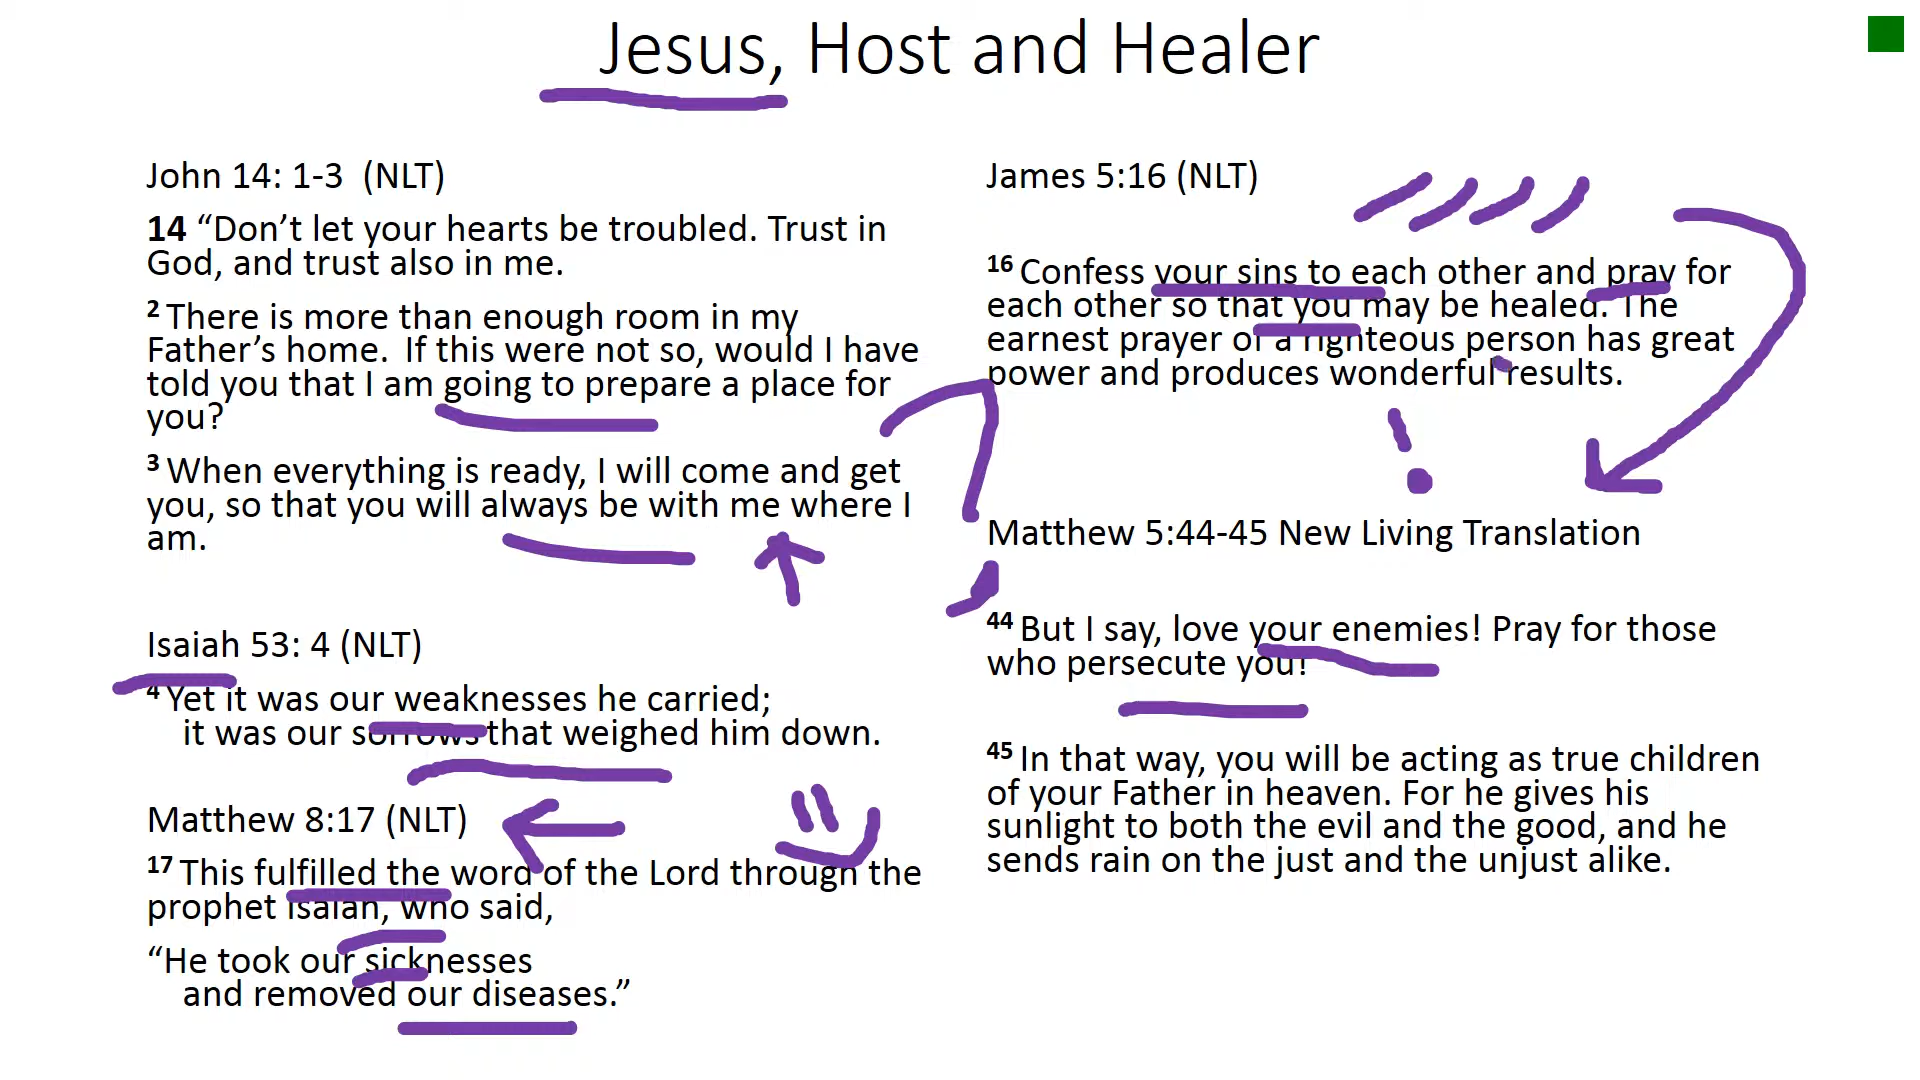 Jesus, Host and Healer
John 14: 1-3 (NLT)
14 “Don’t let your hearts be troubled. Trust in
God, and trust also in me.
2 There is more than enough room in my
Father’s home. If this were not so, would I have
told you that I am going to prepare a place for
you?
3 When everything is ready, I will come and get
you, so that you will always be with me where I
am.
Isaiah 53: 4 (NLT)
4 Yet it was our weaknesses he carried;
it was our sorrows that weighed him down.
Matthew 8:17 (NLT)
17 This fulfilled the word of the Lord through the
prophet Isaiah, who said,
“He took our sicknesses
and removed our diseases.”
James 5:16 (NLT)
16 Confess your sins to each other and pray for
each other so that you may be healed. The
earnest prayer of a righteous person has great
power and produces wonderful results.
Matthew 5:44-45 New Living Translation
44 But I say, love your enemies! Pray for those
who persecute you!
45 In that way, you will be acting as true children
of your Father in heaven. For he gives his
sunlight to both the evil and the good, and he
sends rain on the just and the unjust alike.